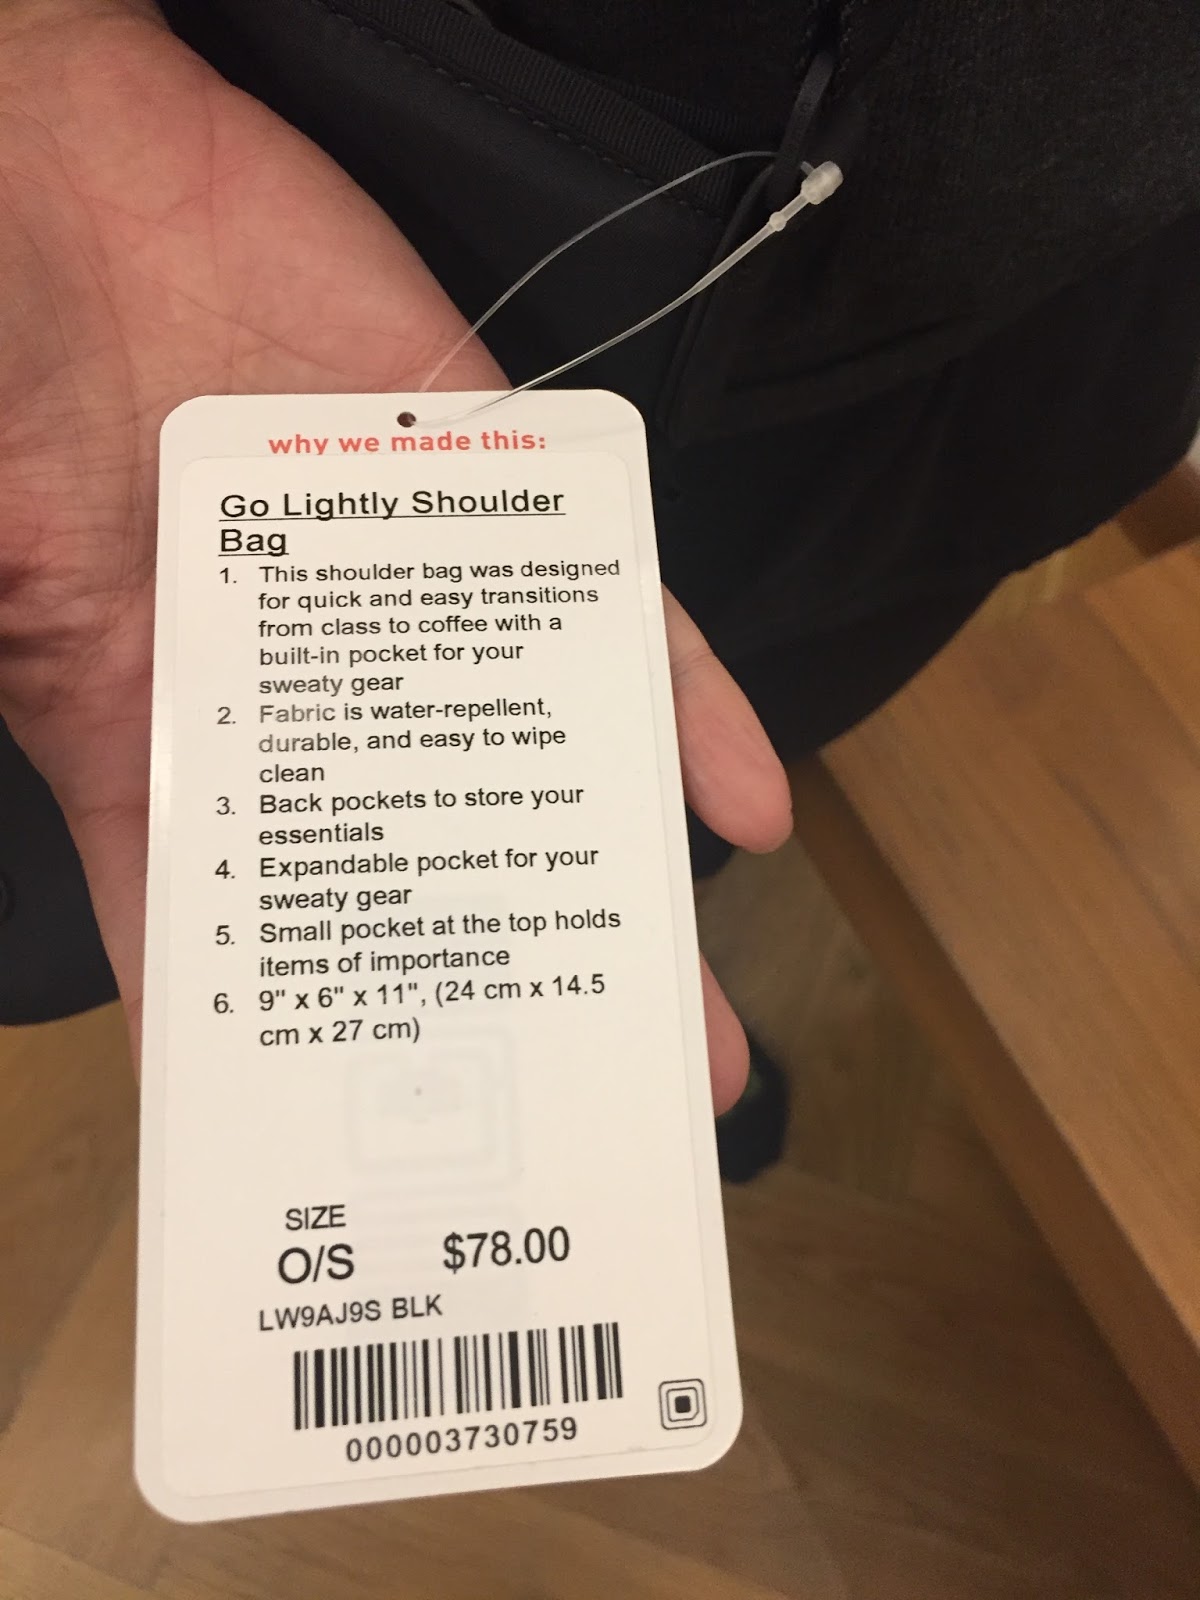 why we made this:
Go Lightly Shoulder
Bag
1. This shoulder bag was designed
for quick and easy transitions
from class to coffee with a
built-in pocket for your
sweaty gear
2. Fabric is water-repellent,
durable, and easy to wipe
clean
3. Back pockets to store your
essentials
4. Expandable pocket for your
sweaty gear
5. Small pocket at the top holds
items of importance
6. 9" x 6" x 11", (24 cm x 14.5
cm x 27 cm)
SIZE
O/S $78.00
LW9AJ9S BLK
000003730759